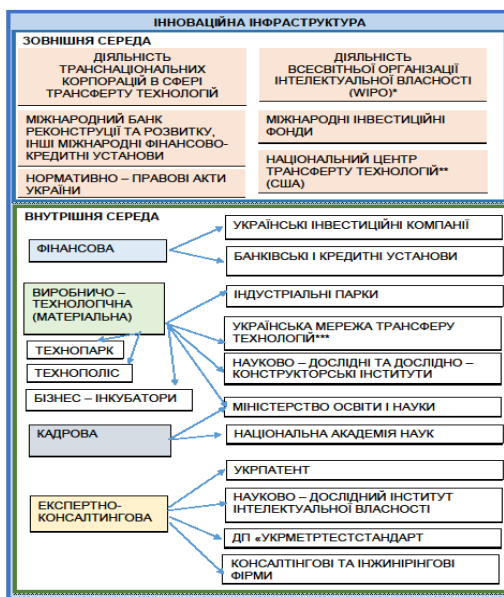 ІННОВАЦІЙНА ІНФРАСТРУКТУРА
ЗОВНІШНЯ СЕРЕДА
ДІЯЛЬНІСТЬ
ТРАНСНАЦІОНАЛЬНИХ
КОРПОРАЦІЙ В СФЕРІ
ТРАНСФЕРТУ ТЕХНОЛОГІЙ
ДІЯЛЬНІСТЬ
ВСЕСВІТНЬОЇ ОРГАНІЗАЦІЇ
ІНТЕЛЕКТУАЛЬНОЇ ВЛАСНОСТІ
(WIPO)*
МІЖНАРОДНИЙ БАНК
РЕКОНСТРУКЦІЇ ТА РОЗВИТКУ,
ІНШІ МІЖНАРОДНІ ФІНАНСОВО-
КРЕДИТНІ УСТАНОВИ
МІЖНАРОДНІ ІНВЕСТИЦІЙНІ
ФОНДИ
НОРМАТИВНО – ПРАВОВІ АКТИ
УКРАЇНИ
НАЦІОНАЛЬНИЙ ЦЕНТР
ТРАНСФЕРТУ ТЕХНОЛОГІЙ**
(США)
ВНУТРІШНЯ СЕРЕДА
ФІНАНСОВА
УКРАЇНСЬКІ ІНВЕСТИЦІЙНІ КОМПАНІЇ
БАНКІВСЬКІ І КРЕДИТНІ УСТАНОВИ
ВИРОБНИЧО –
ТЕХНОЛОГІЧНА
(МАТЕРІАЛЬНА)
ІНДУСТРІАЛЬНІ ПАРКИ
УКРАЇНСЬКА МЕРЕЖА ТРАНСФЕРУ
ТЕХНОЛОГІЙ***
ТЕХНОПАРК
ТЕХНОПОЛІС
БІЗНЕС – ІНКУБАТОРИ
НАУКОВО – ДОСЛІДНІ ТА ДОСЛІДНО –
КОНСТРУКТОРСЬКІ ІНСТИТУТИ
МІНІСТЕРСТВО ОСВІТИ І НАУКИ
КАДРОВА
НАЦІОНАЛЬНА АКАДЕМІЯ НАУК
УКРПАТЕНТ
ЕКСПЕРТНО-
КОНСАЛТИНГОВА
НАУКОВО – ДОСЛІДНИЙ ІНСТИТУТ
ІНТЕЛЕКТУАЛЬНОЇ ВЛАСНОСТІ
ДП «УКРМЕТРТЕСТСТАНДАРТ
КОНСАЛТІНГОВІ ТА ІНЖИНІРІНГОВІ
ФІРМИ